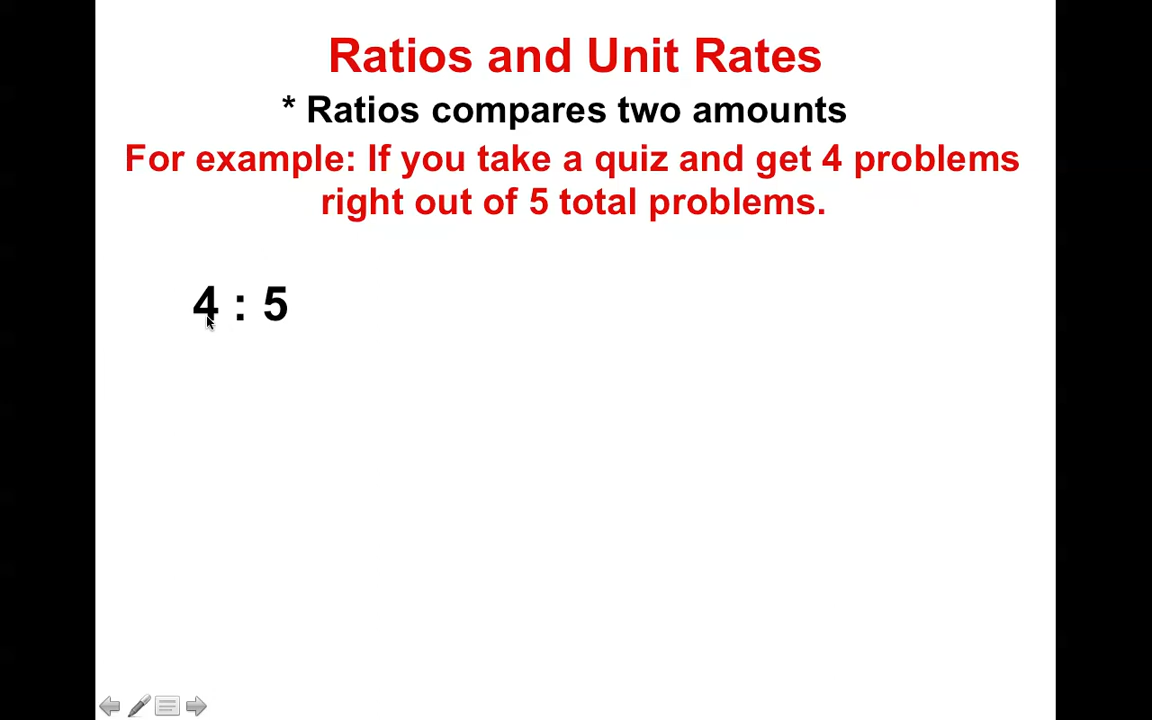 Ratios and Unit Rates
* Ratios compares two amounts
For example: If you take a quiz and get 4 problems
right out of 5 total problems.
4 : 5